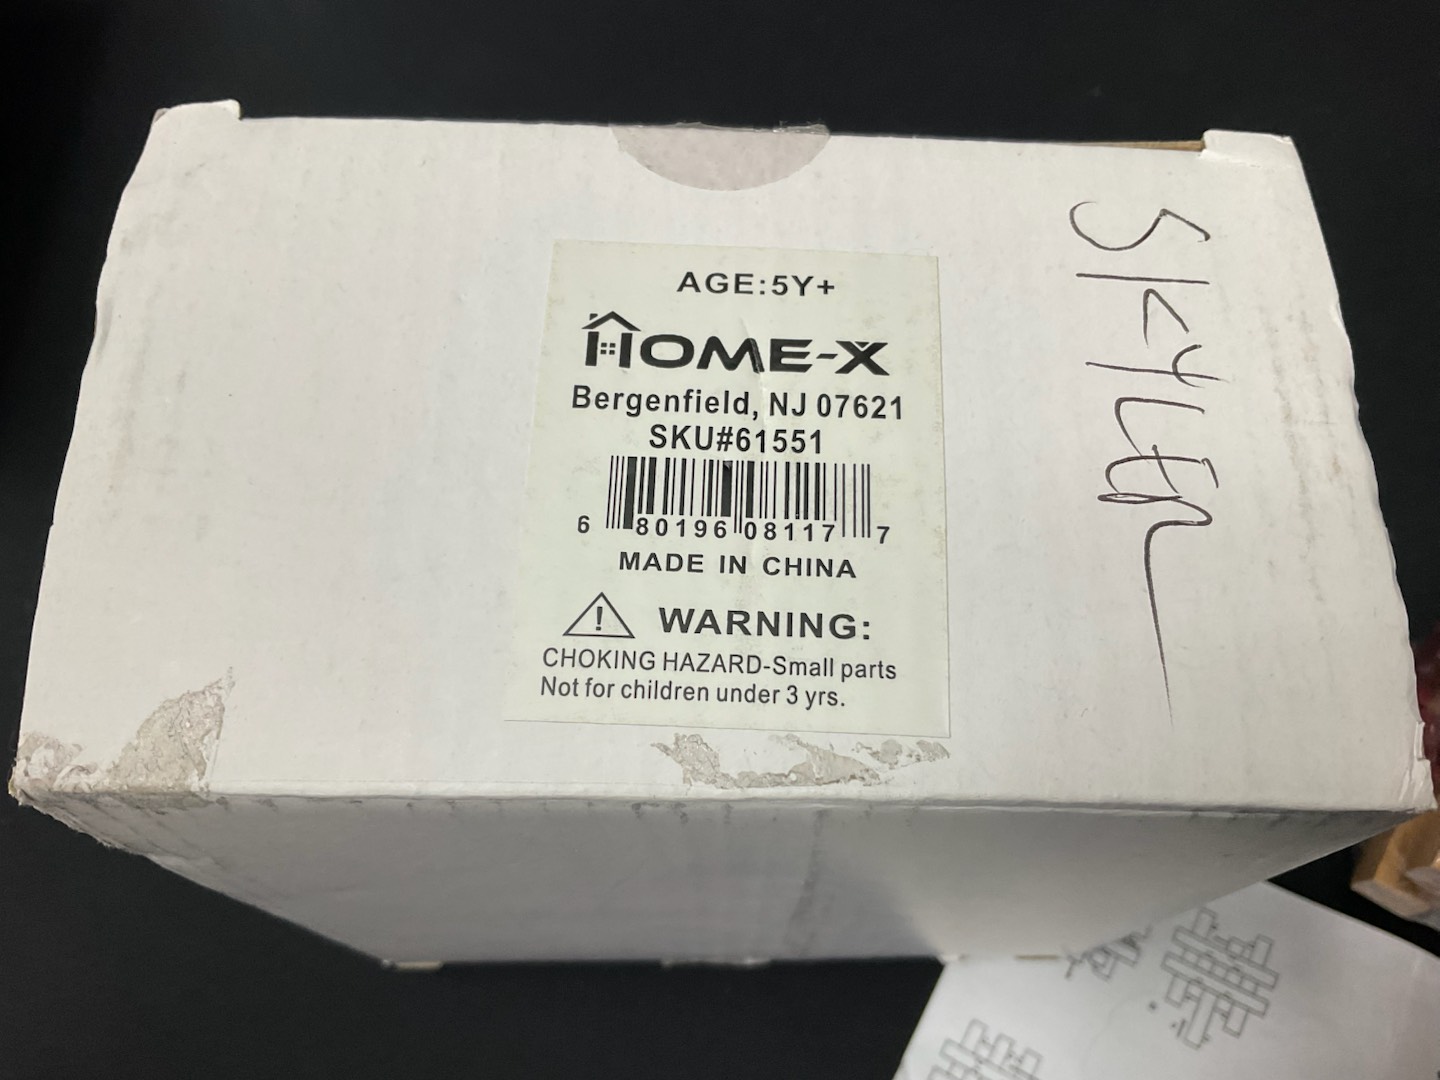 AGE:5Y+
HOME-X
Bergenfield, NJ 07621
SKU#61551
6 80196 08117 7
MADE IN CHINA
WARNING:
CHOKING HAZARD-Small parts
Not for children under 3 yrs.
SKYLER